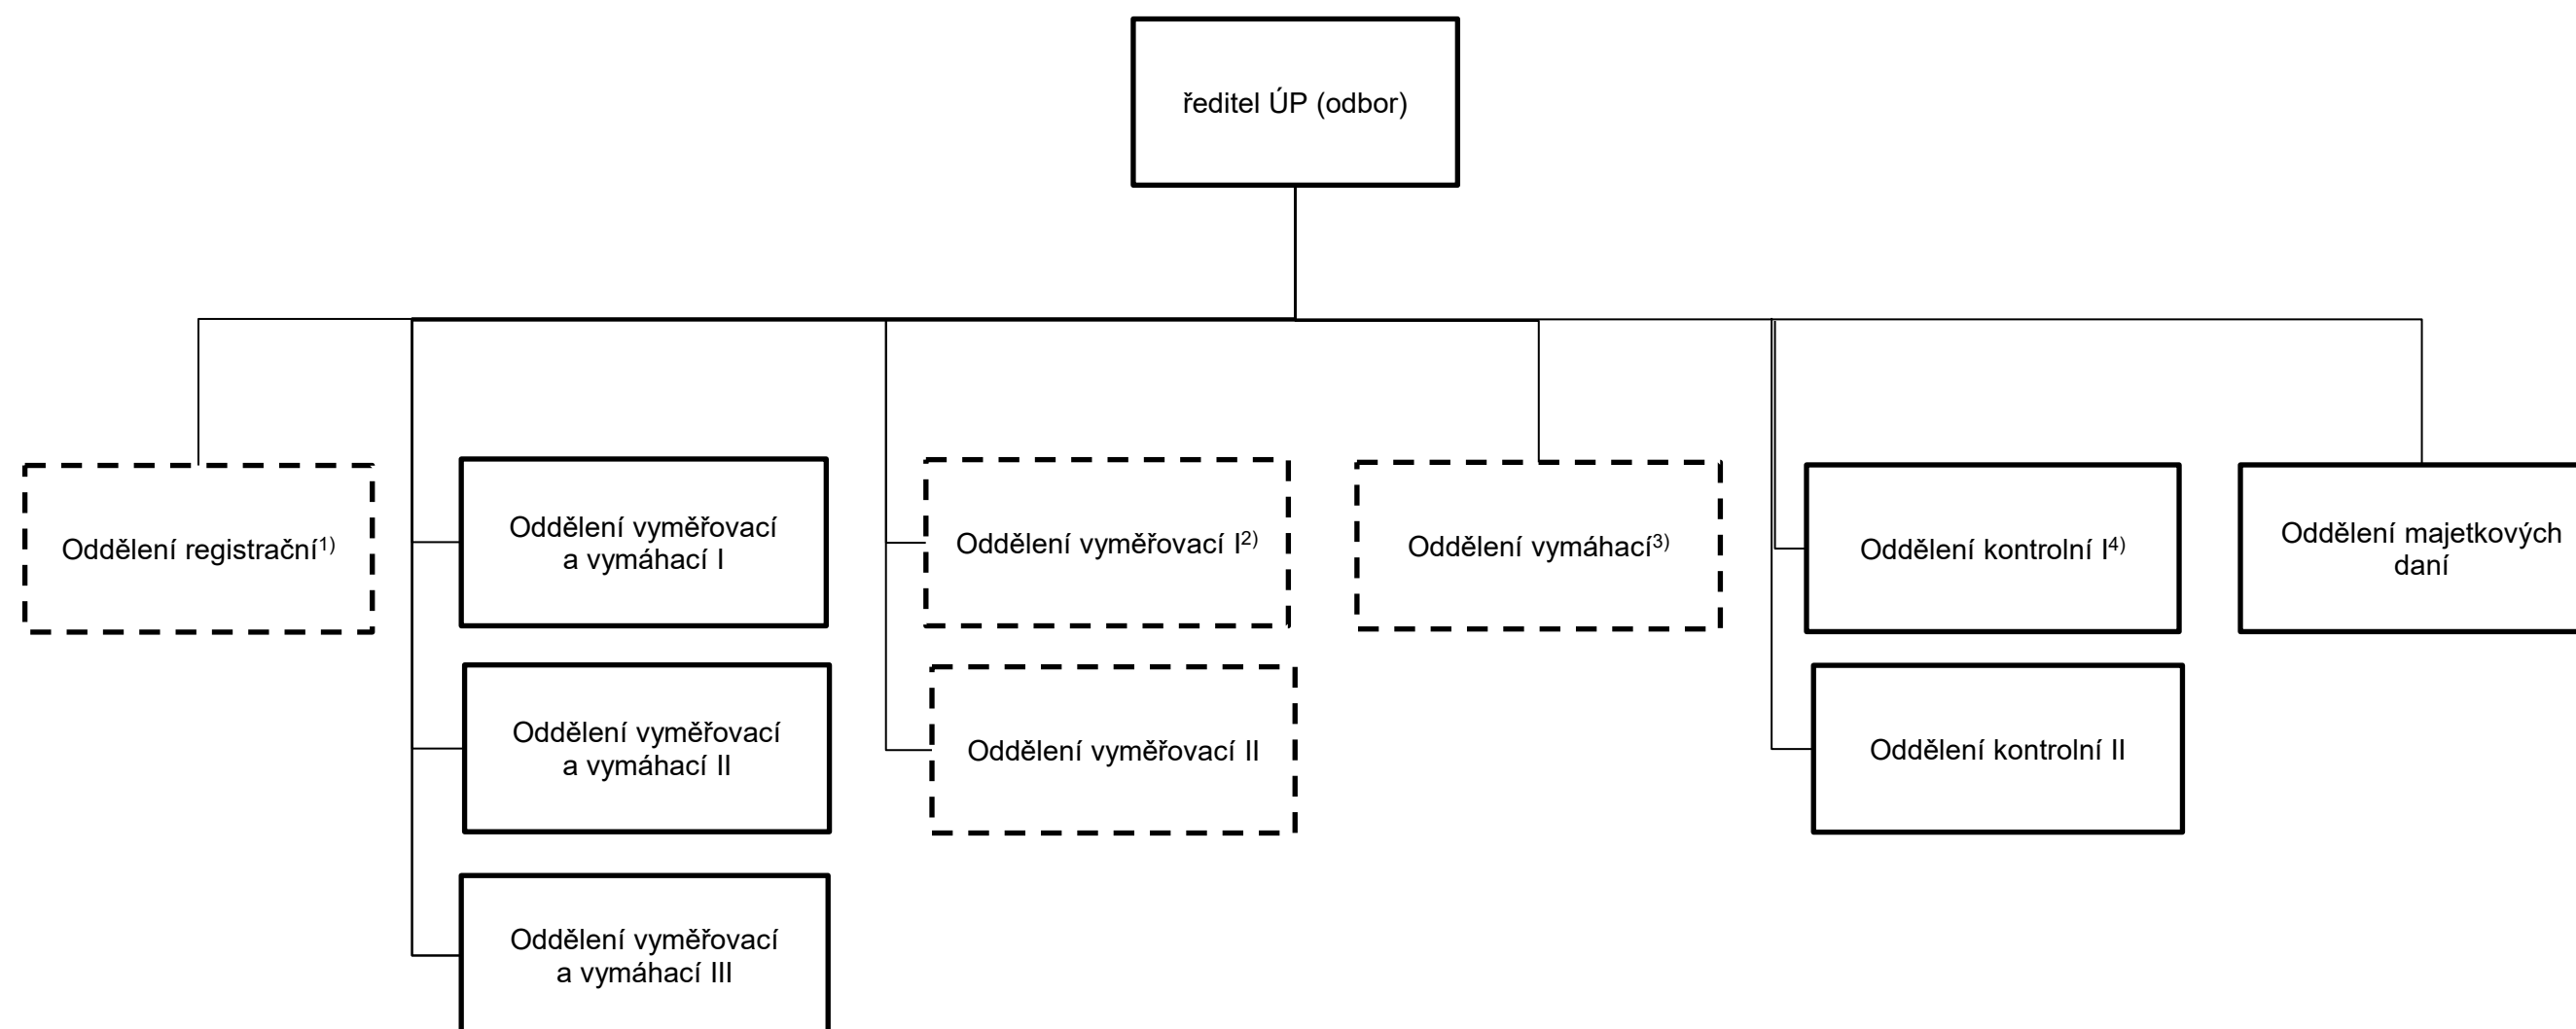 ředitel ÚP (odbor)
Oddělení registrační1)
Oddělení vyměřovací
a vymáhací I
Oddělení vyměřovací I2)
Oddělení vymáhací3)
Oddělení kontrolní I4)
Oddělení majetkových
daní
Oddělení vyměřovací
a vymáhací II
Oddělení vyměřovací II
Oddělení kontrolní II
Oddělení vyměřovací
a vymáhací III